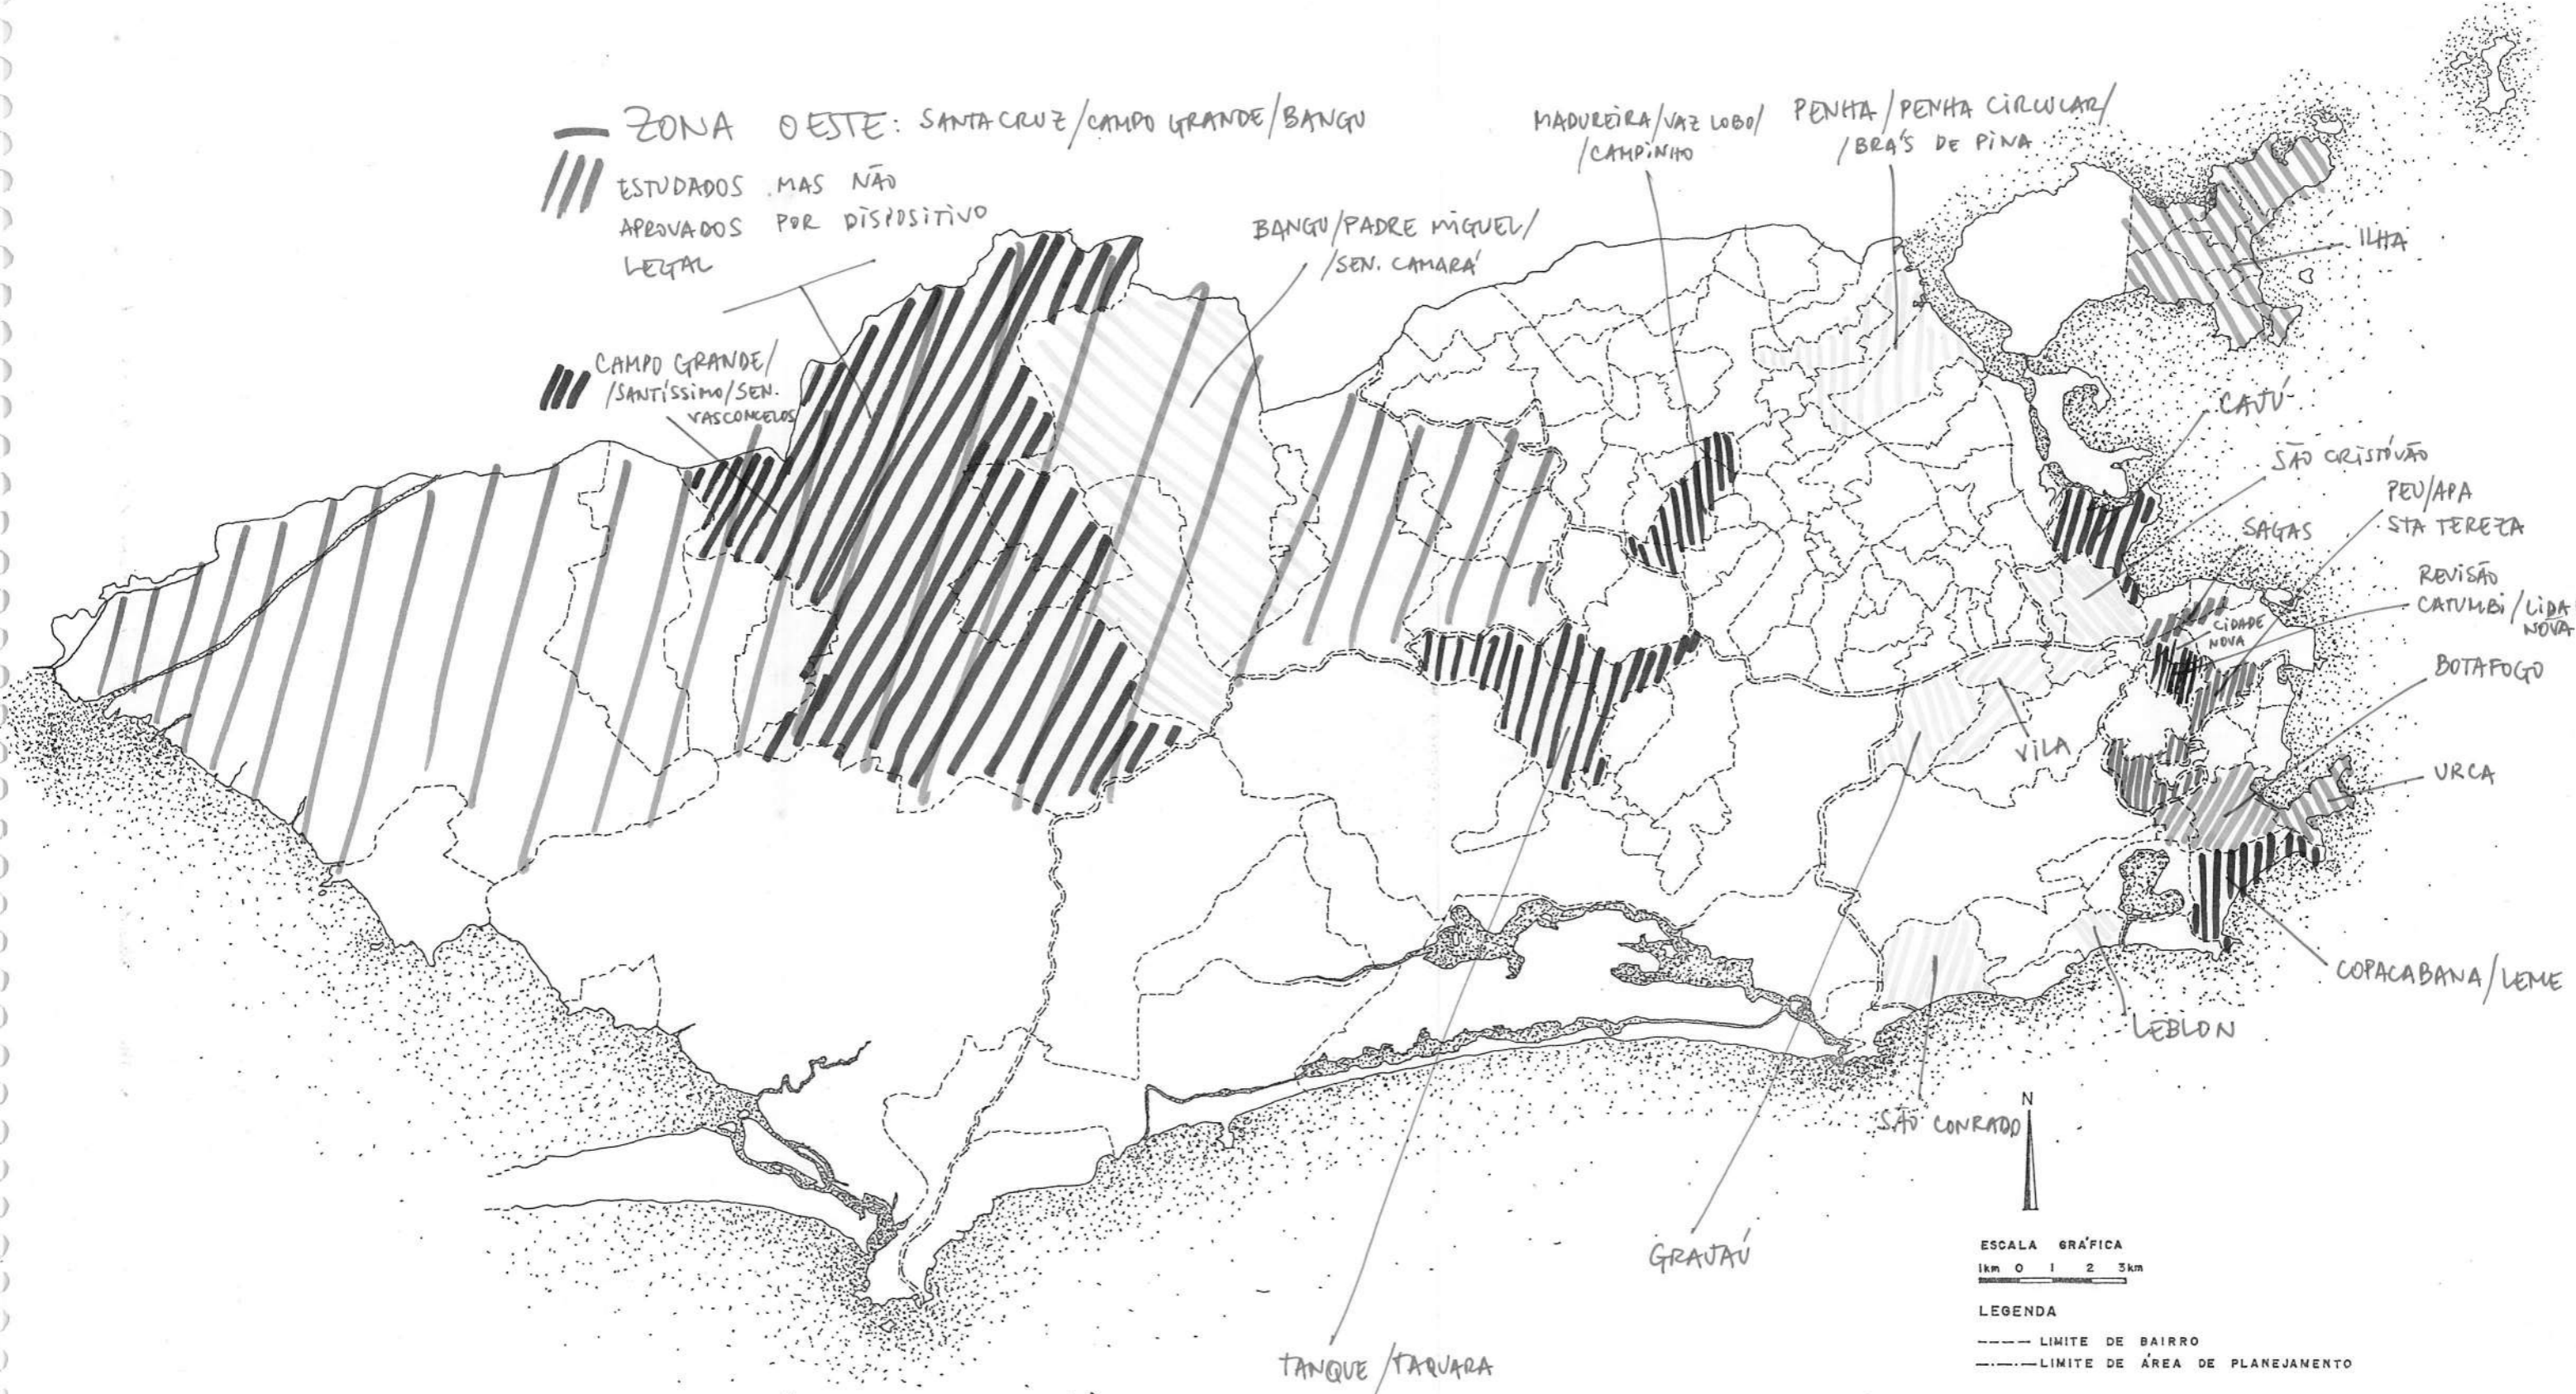 ZONA OESTE: SANTA CRUZ/CAMPO GRANDE/BANGU
ESTUDADOS MAS NÃO
APROVADOS POR DISPOSITIVO
LEGAL
CAMPO GRANDE/
/SANTÍSSIMO/SEN.
VASCONCELOS
BANGU/PADRE MIGUEL/
/SEN. CAMARÁ
MADUREIRA/VAZ LOBO/
/CAMPINHO
PENHA/PENHA CIRCULAR/
/BRÁS DE PINA
ILHA
CAJÚ
SÃO CRISTÓVÃO
PEU/APA
STA TEREZA
SAGAS
REVISÃO
CATUMBI/CIDA
NOVA
CIDADE
NOVA
BOTAFOGO
URCA
VILA
COPACABANA/LEME
LEBLON
SÃO CONRADO
GRAJAÚ
TANQUE/TAQUARA
N
ESCALA GRÁFICA
1km 0 1 2 3km
LEGENDA
LIMITE DE BAIRRO
LIMITE DE ÁREA DE PLANEJAMENTO